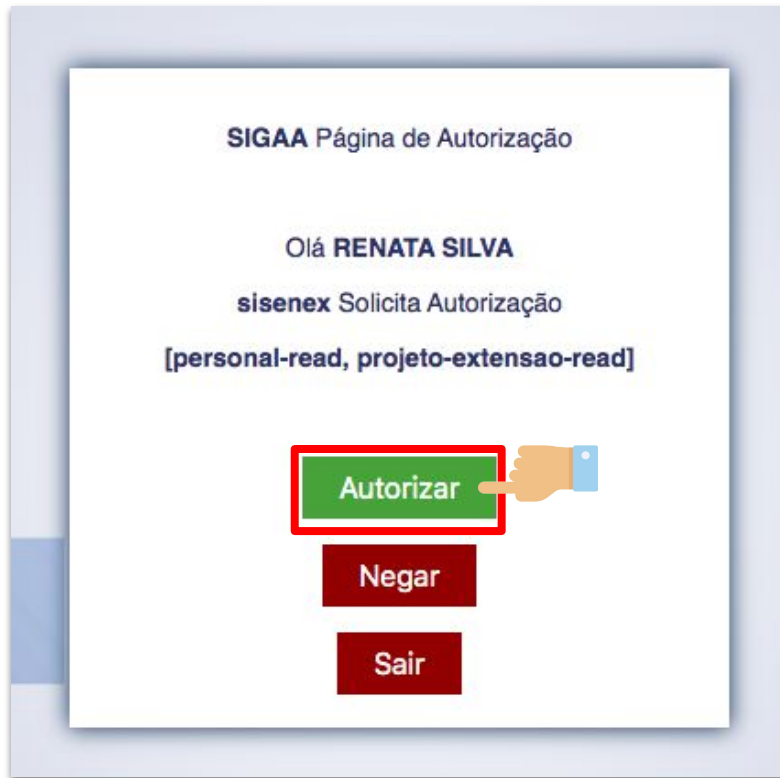 SIGAA Página de Autorização
Olá RENATA SILVA
sisenex Solicita Autorização
[personal-read, projeto-extensao-read]
Autorizar
Negar
Sair